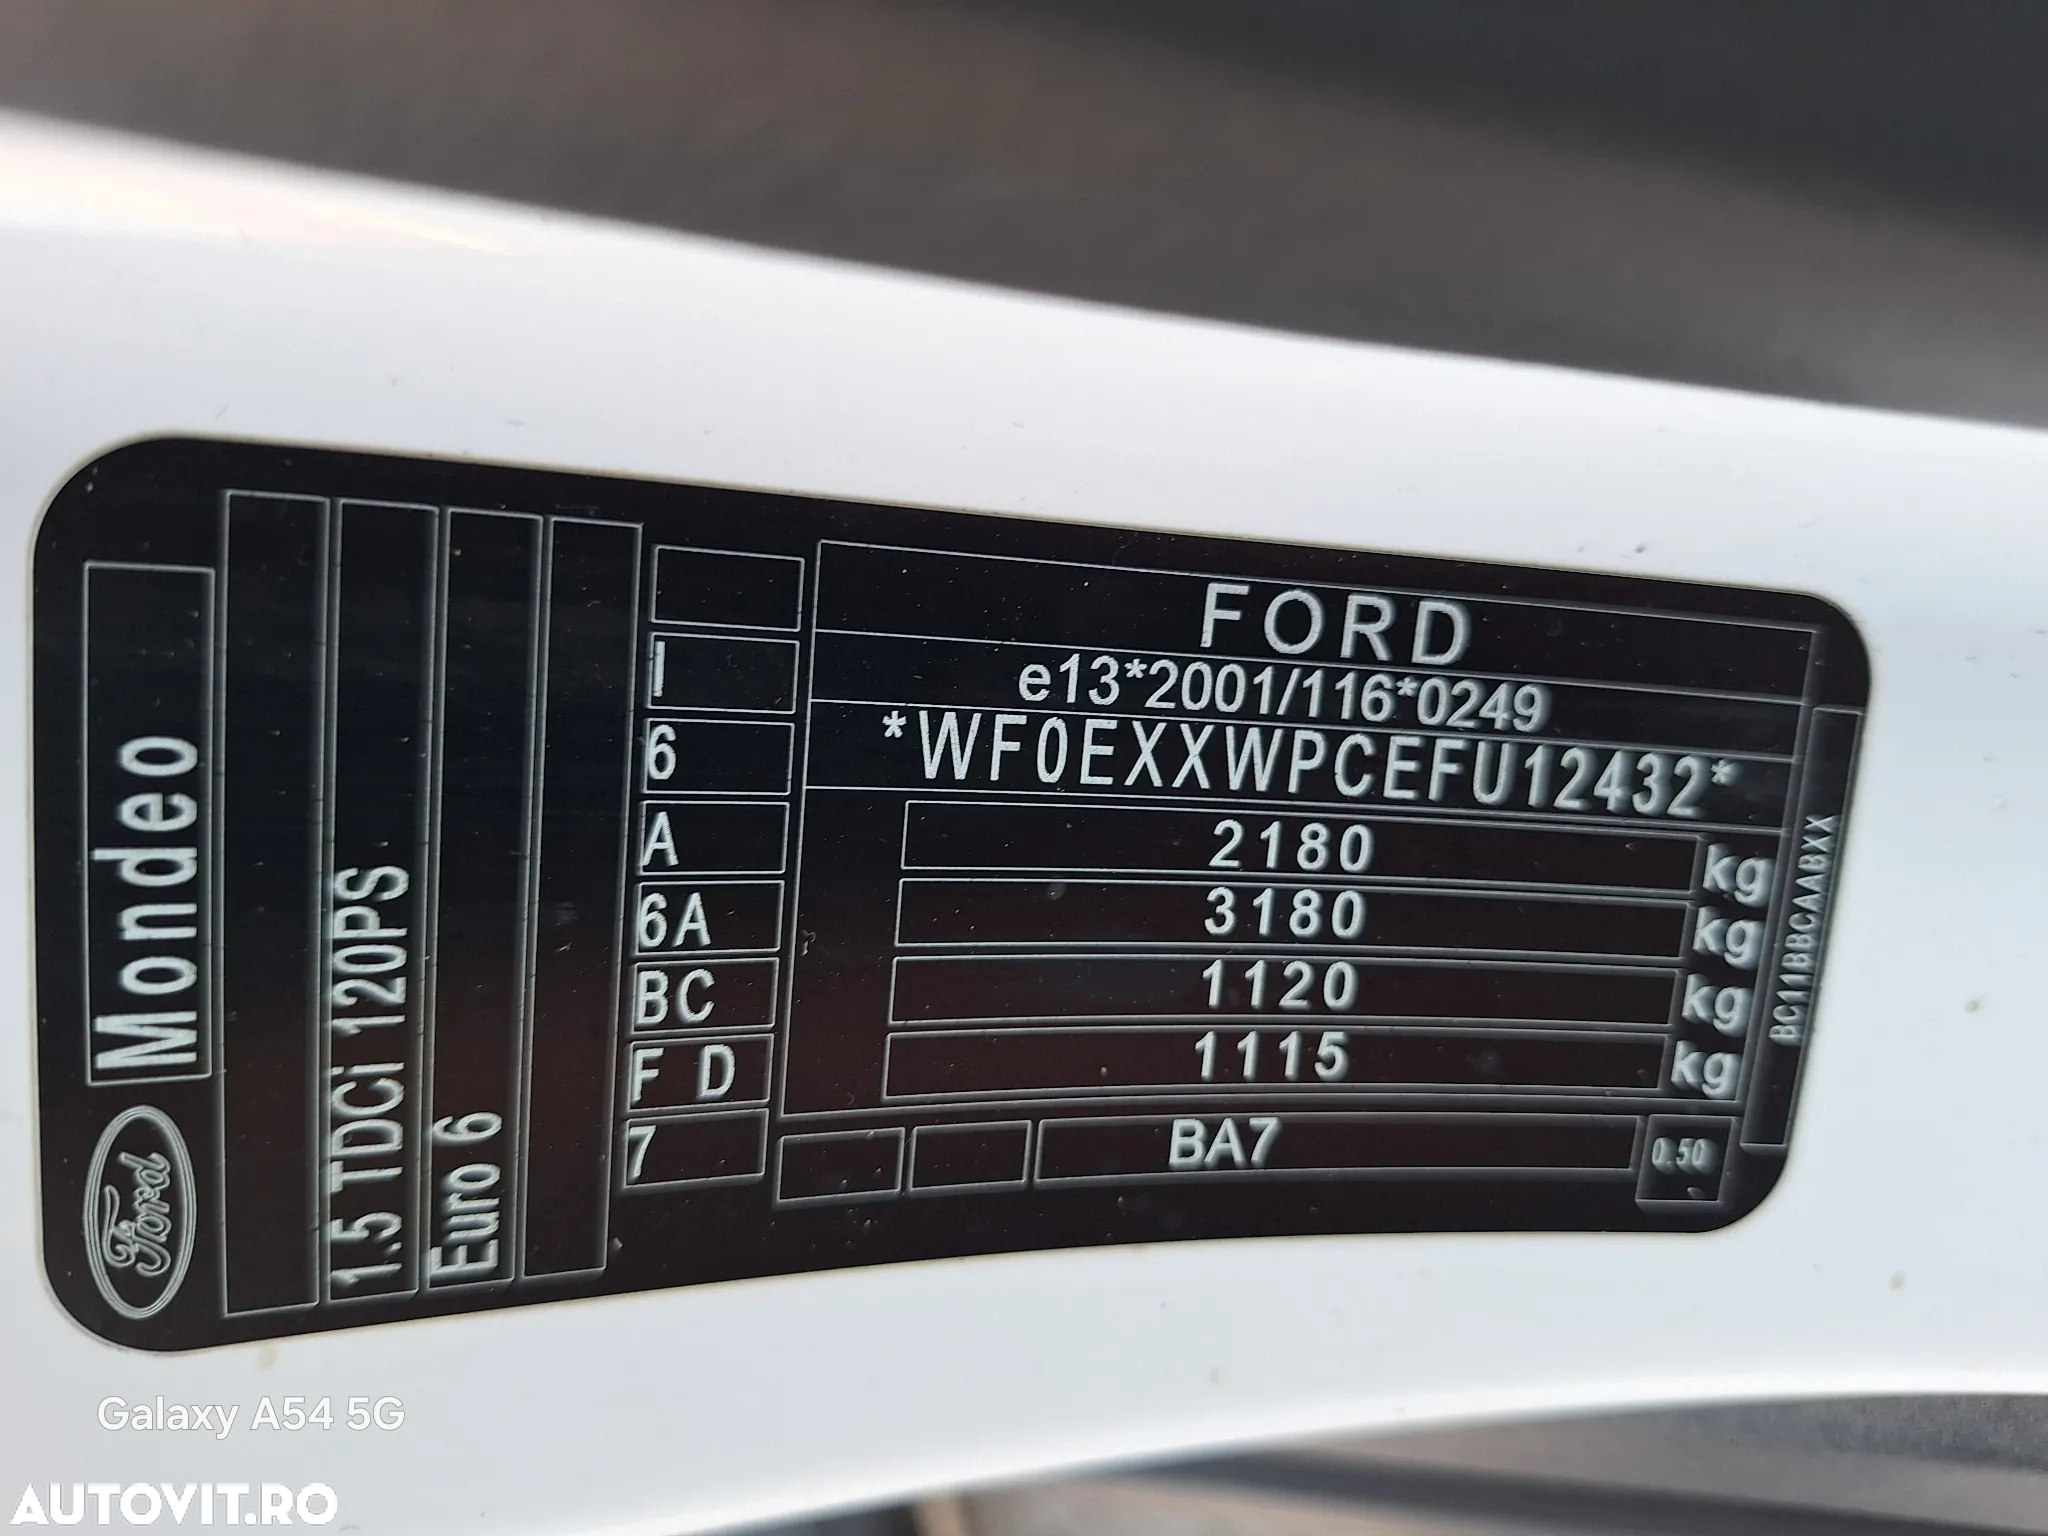 Ford
Mondeo
1.5 TDCi 120PS
Euro 6
FORD
I
e13*2001/116*0249
6
*WF0EXXWPCEFU12432*
A
2180
kg
6A
3180
kg
BC
1120
kg
F D
1115
kg
7
BA7
0.50
BC11BBCAABXX
Galaxy A54 5G
AUTOVIT.RO